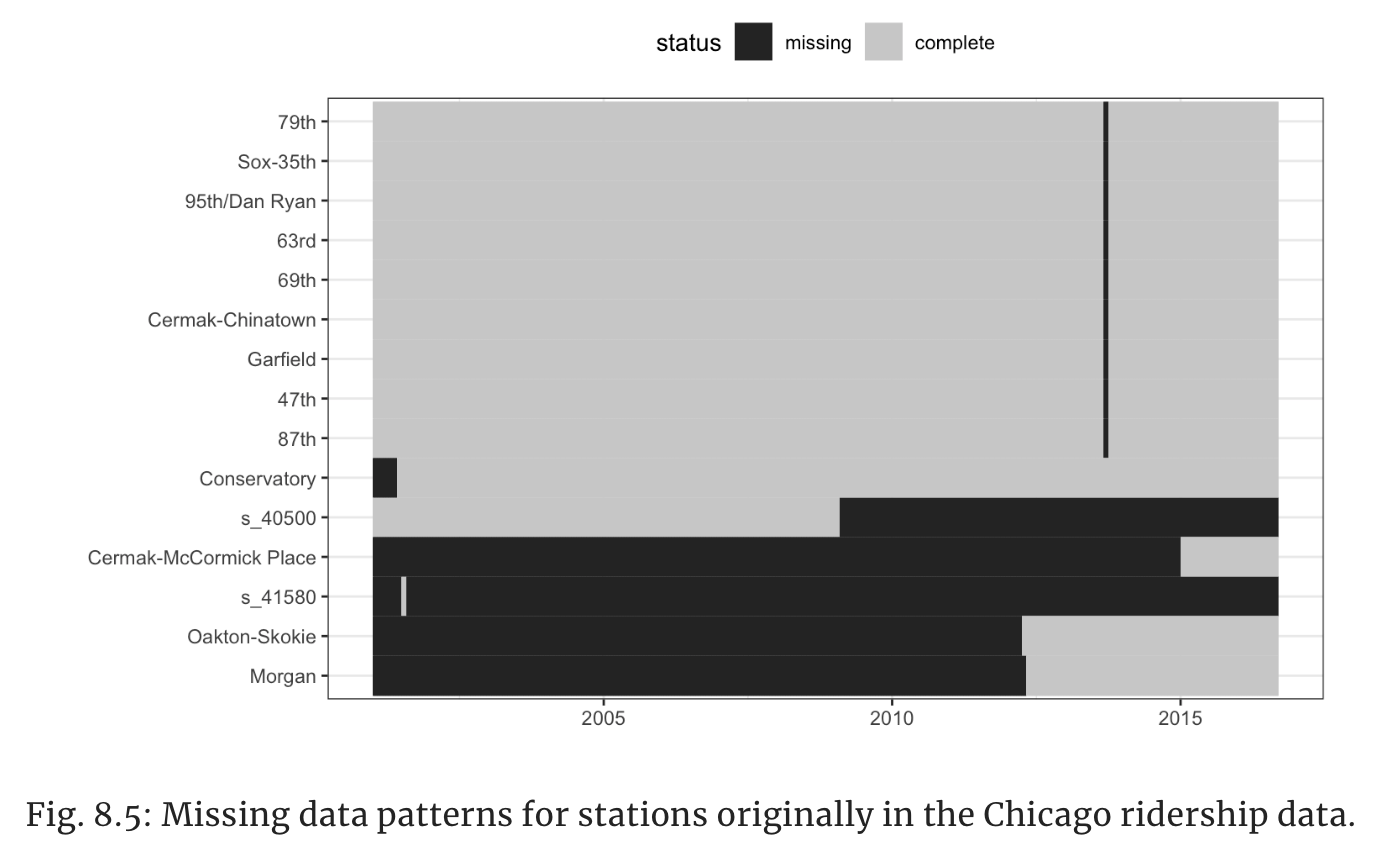 status missing complete
79th
Sox-35th
95th/Dan Ryan
63rd
69th
Cermak-Chinatown
Garfield
47th
87th
Conservatory
s_40500
Cermak-McCormick Place
s_41580
Oakton-Skokie
Morgan
2005 2010 2015
Fig. 8.5: Missing data patterns for stations originally in the Chicago ridership data.